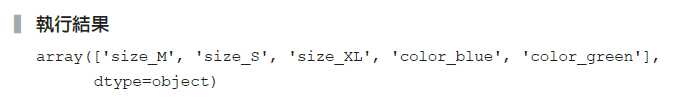 執行結果
array(['size_M', 'size_S', 'size_XL', 'color_blue', 'color_green'],
dtype=object)